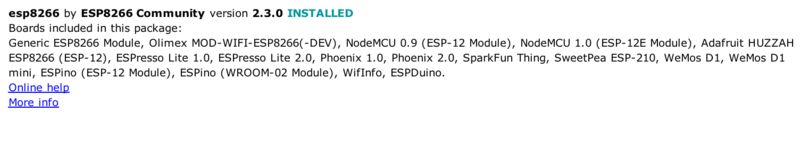 esp8266 by ESP8266 Community version 2.3.0 INSTALLED
Boards included in this package:
Generic ESP8266 Module, Olimex MOD-WIFI-ESP8266(-DEV), NodeMCU 0.9 (ESP-12 Module), NodeMCU 1.0 (ESP-12E Module), Adafruit HUZZAH
ESP8266 (ESP-12), ESPresso Lite 1.0, ESPresso Lite 2.0, Phoenix 1.0, Phoenix 2.0, SparkFun Thing, SweetPea ESP-210, WeMos D1, WeMos D1
mini, ESPino (ESP-12 Module), ESPino (WROOM-02 Module), WifInfo, ESPDuino.
Online help
More info